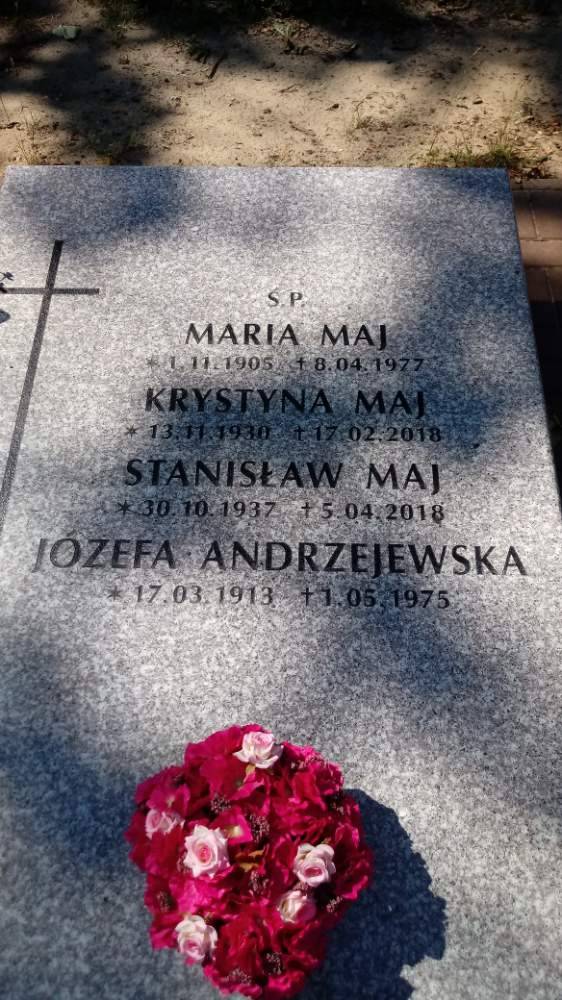 Ś.P.
MARIA MAJ
* 1.11.1905 † 8.04.1977
KRYSTYNA MAJ
* 13.11.1930 † 17.02.2018
STANISŁAW MAJ
* 30.10.1937 † 5.04.2018
JÓZEFA ANDRZEJEWSKA
* 17.03.1913 † 1.05.1975